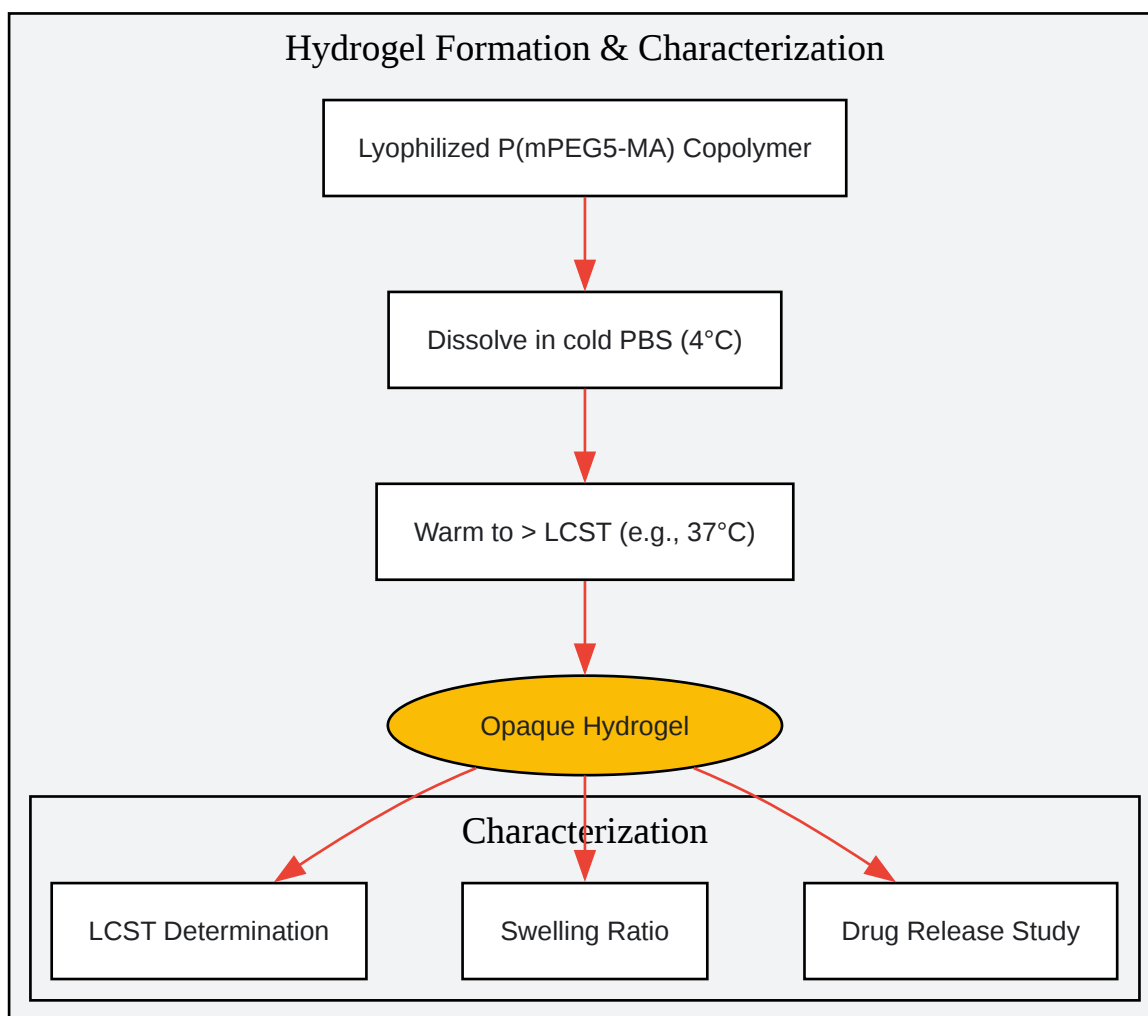 Hydrogel Formation & Characterization
Lyophilized P(mPEG5-MA) Copolymer
Dissolve in cold PBS (4°C)
Warm to > LCST (e.g., 37°C)
Opaque Hydrogel
Characterization
LCST Determination
Swelling Ratio
Drug Release Study